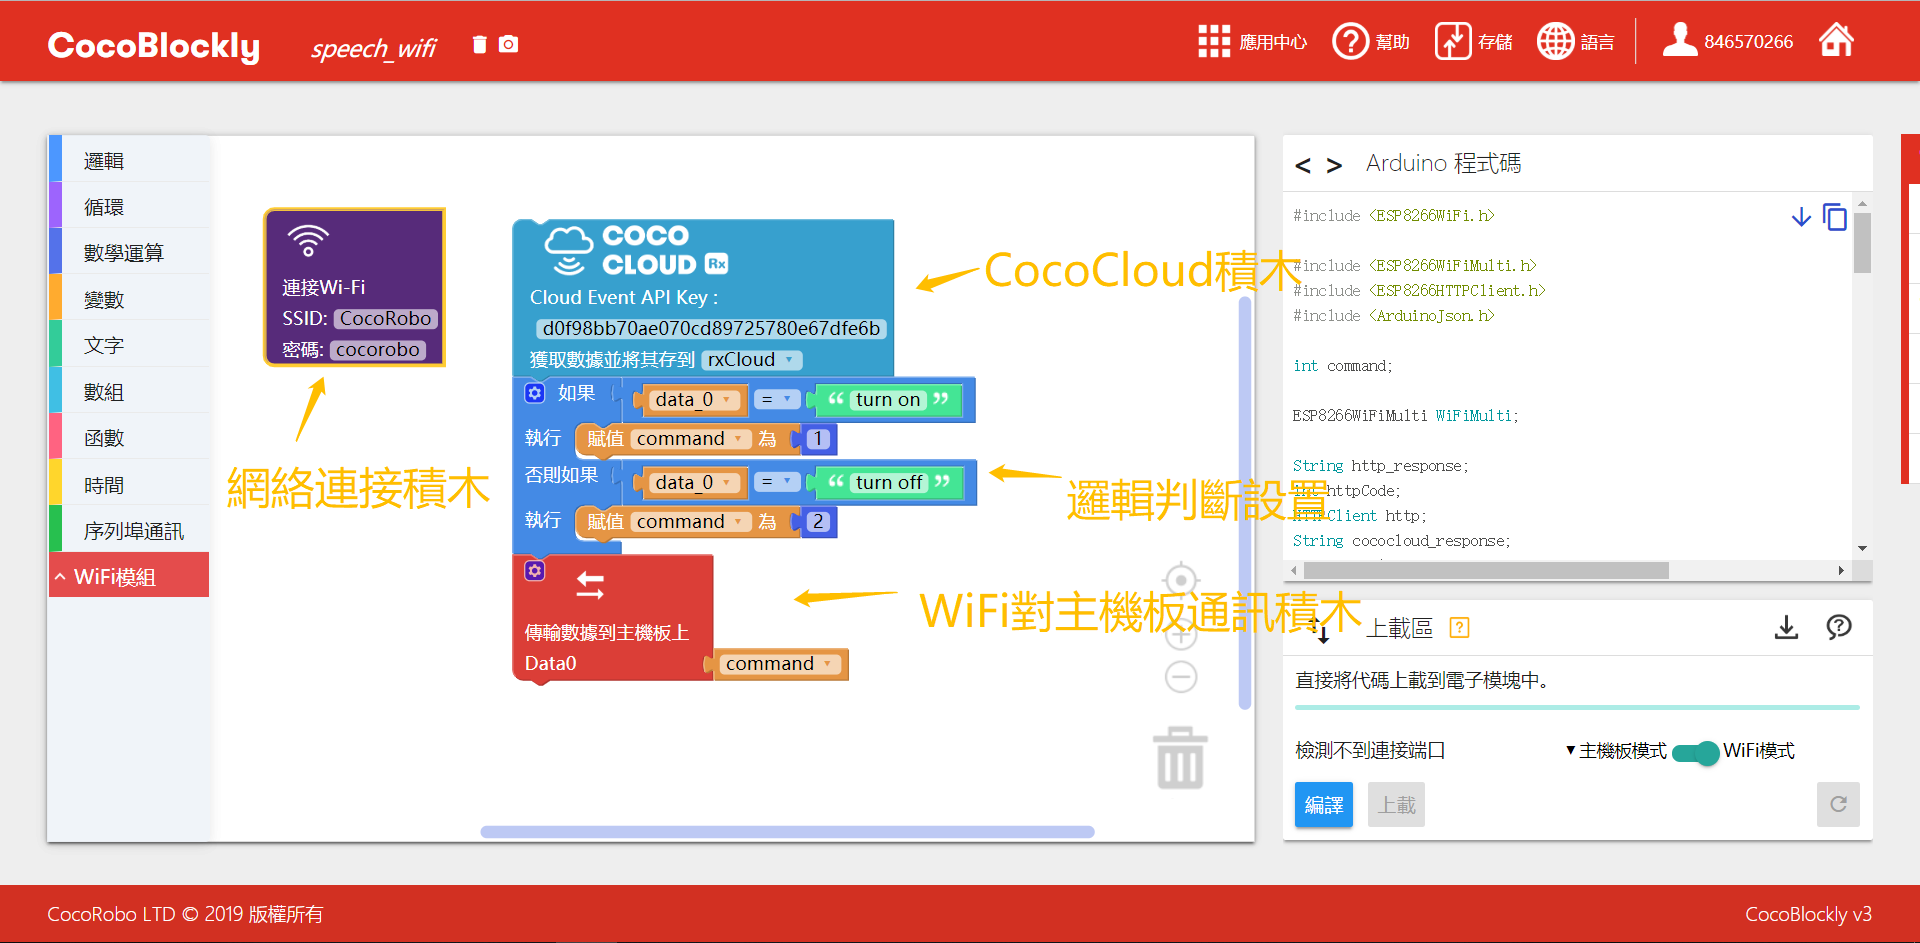 CocoBlockly
speech_wifi
應用中心
幫助
存儲
語言
846570266
邏輯
循環
數學運算
變數
文字
數組
函數
時間
序列埠通訊
WiFi模組
連接Wi-Fi
SSID: CocoRobo
密碼: cocorobo
網絡連接積木
COCO
CLOUD Rx
Cloud Event API Key :
d0f98bb70ae070cd89725780e67dfe6b
獲取數據並將其存到 rxCloud
如果 data_0 = “ turn on ”
執行 賦值 command 為 1
否則如果 data_0 = “ turn off ”
執行 賦值 command 為 2
傳輸數據到主機板上
Data0 command
CocoCloud積木
邏輯判斷設置
WiFi對主機板通訊積木
< > Arduino 程式碼
#include <ESP8266WiFi.h>
#include <ESP8266WiFiMulti.h>
#include <ESP8266HTTPClient.h>
#include <ArduinoJson.h>
int command;
ESP8266WiFiMulti WiFiMulti;
String http_response;
int httpCode;
HTTPClient http;
String cococloud_response;
上載區 ?
直接將代碼上載到電子模塊中。
檢測不到連接端口
▼主機板模式 WiFi模式
編譯 上載
CocoRobo LTD © 2019 版權所有
CocoBlockly v3